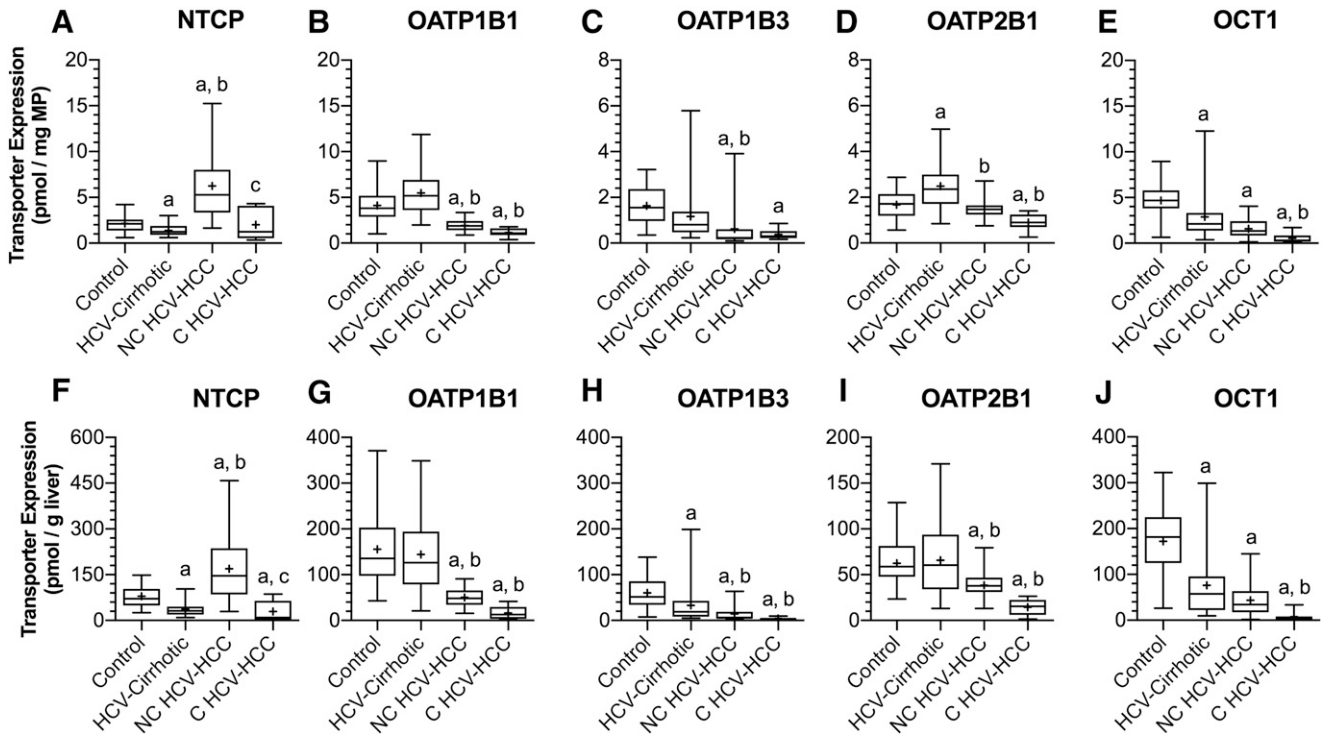 A NTCP
B OATP1B1
C OATP1B3
D OATP2B1
E OCT1
Transporter Expression
(pmol / mg MP)
20
15
10
5
0
a
a, b
c
Control
HCV-Cirrhotic
NC HCV-HCC
C HCV-HCC
20
15
10
5
0
a, b
a, b
Control
HCV-Cirrhotic
NC HCV-HCC
C HCV-HCC
8
6
4
2
0
a, b
a
Control
HCV-Cirrhotic
NC HCV-HCC
C HCV-HCC
8
6
4
2
0
a
b
a, b
Control
HCV-Cirrhotic
NC HCV-HCC
C HCV-HCC
20
15
10
5
0
a
a
a, b
Control
HCV-Cirrhotic
NC HCV-HCC
C HCV-HCC
F NTCP
G OATP1B1
H OATP1B3
I OATP2B1
J OCT1
Transporter Expression
(pmol / g liver)
600
450
300
150
0
a
a, b
a, c
Control
HCV-Cirrhotic
NC HCV-HCC
C HCV-HCC
400
300
200
100
0
a, b
a, b
Control
HCV-Cirrhotic
NC HCV-HCC
C HCV-HCC
400
300
200
100
0
a
a, b
a, b
Control
HCV-Cirrhotic
NC HCV-HCC
C HCV-HCC
200
150
100
50
0
a, b
a, b
Control
HCV-Cirrhotic
NC HCV-HCC
C HCV-HCC
400
300
200
100
0
a
a
a, b
Control
HCV-Cirrhotic
NC HCV-HCC
C HCV-HCC